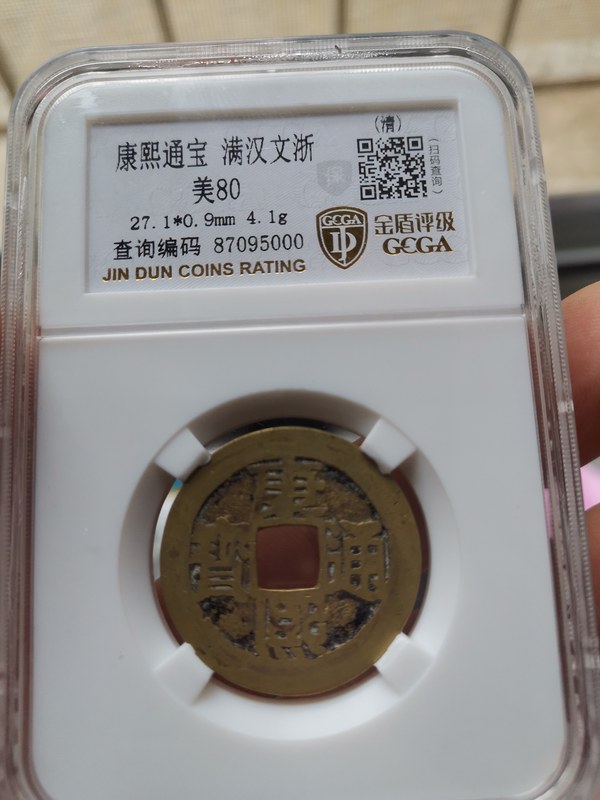 (清)
康熙通宝 满汉文浙
美80
27.1*0.9mm 4.1g
查询编码 87095000
JIN DUN COINS RATING
(扫码查询)
保
GCGA
金盾评级
GCGA
康
熙
通
寳